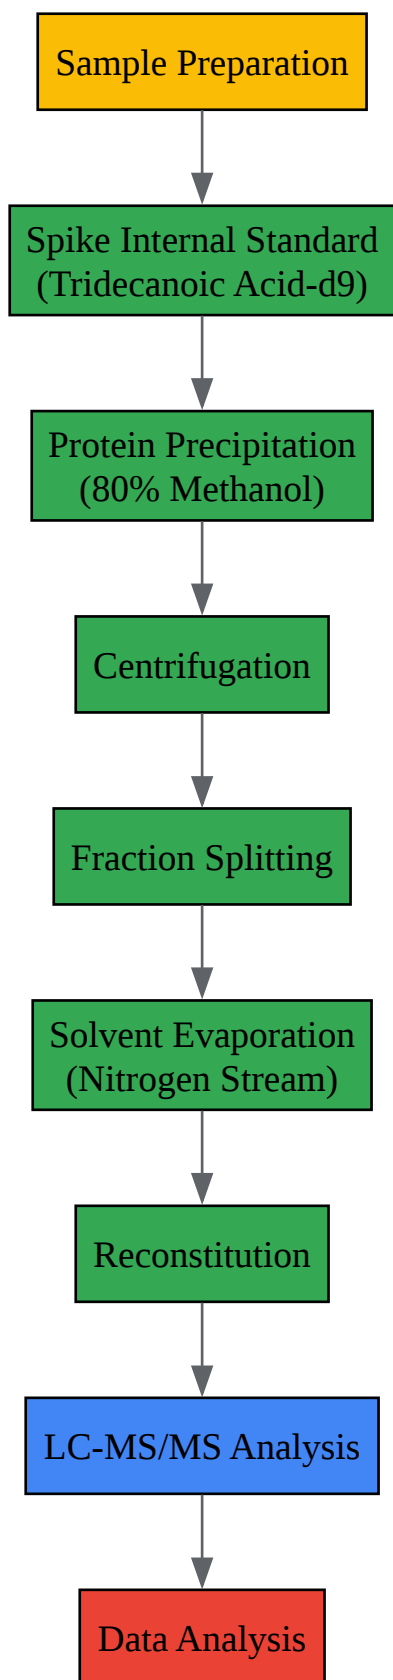 Sample Preparation
Spike Internal Standard
(Tridecanoic Acid-d9)
Protein Precipitation
(80% Methanol)
Centrifugation
Fraction Splitting
Solvent Evaporation
(Nitrogen Stream)
Reconstitution
LC-MS/MS Analysis
Data Analysis